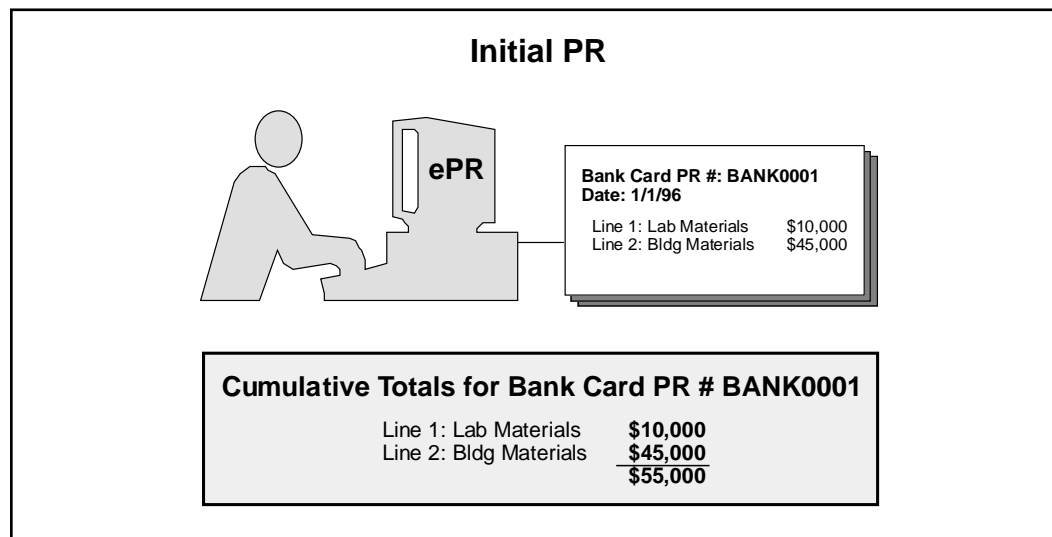 Initial PR
ePR
Bank Card PR #: BANK0001
Date: 1/1/96
Line 1: Lab Materials $10,000
Line 2: Bldg Materials $45,000
Cumulative Totals for Bank Card PR # BANK0001
Line 1: Lab Materials $10,000
Line 2: Bldg Materials $45,000
$55,000